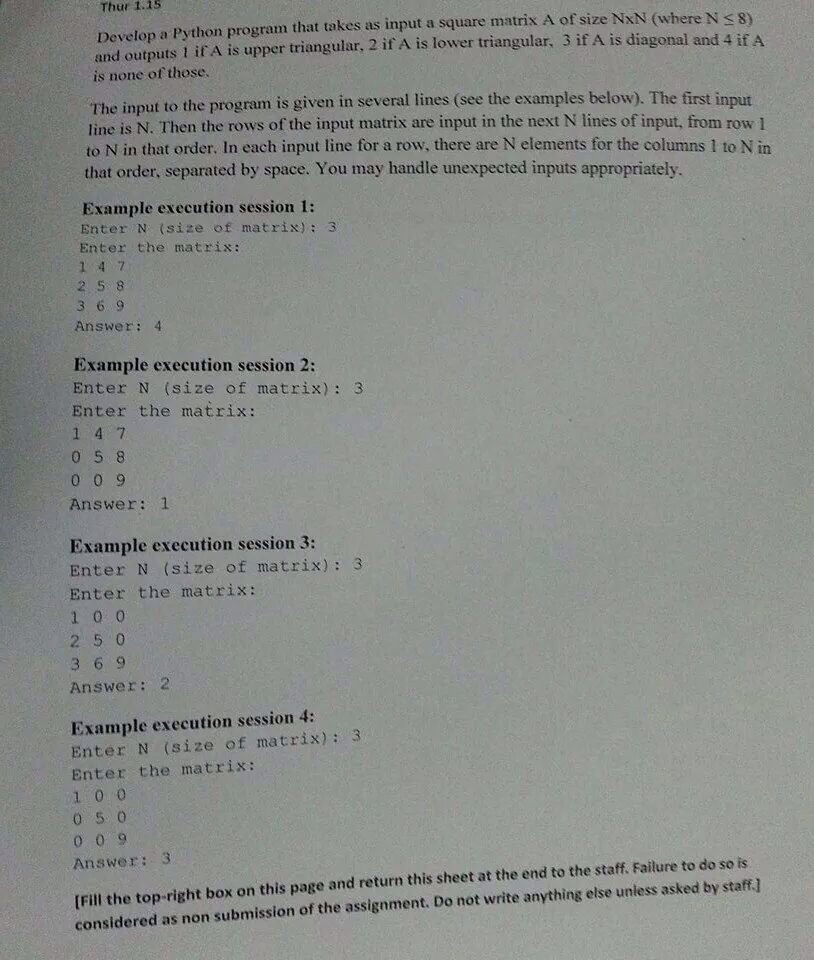 Thur 1.15
Develop a Python program that takes as input a square matrix A of size NxN (where N ≤ 8)
and outputs 1 if A is upper triangular, 2 if A is lower triangular, 3 if A is diagonal and 4 if A
is none of those.
The input to the program is given in several lines (see the examples below). The first input
line is N. Then the rows of the input matrix are input in the next N lines of input, from row 1
to N in that order. In each input line for a row, there are N elements for the columns 1 to N in
that order, separated by space. You may handle unexpected inputs appropriately.
Example execution session 1:
Enter N (size of matrix): 3
Enter the matrix:
1 4 7
2 5 8
3 6 9
Answer: 4
Example execution session 2:
Enter N (size of matrix): 3
Enter the matrix:
1 4 7
0 5 8
0 0 9
Answer: 1
Example execution session 3:
Enter N (size of matrix): 3
Enter the matrix:
1 0 0
2 5 0
3 6 9
Answer: 2
Example execution session 4:
Enter N (size of matrix): 3
Enter the matrix:
1 0 0
0 5 0
0 0 9
Answer: 3
[Fill the top-right box on this page and return this sheet at the end to the staff. Failure to do so is
considered as non submission of the assignment. Do not write anything else unless asked by staff.]